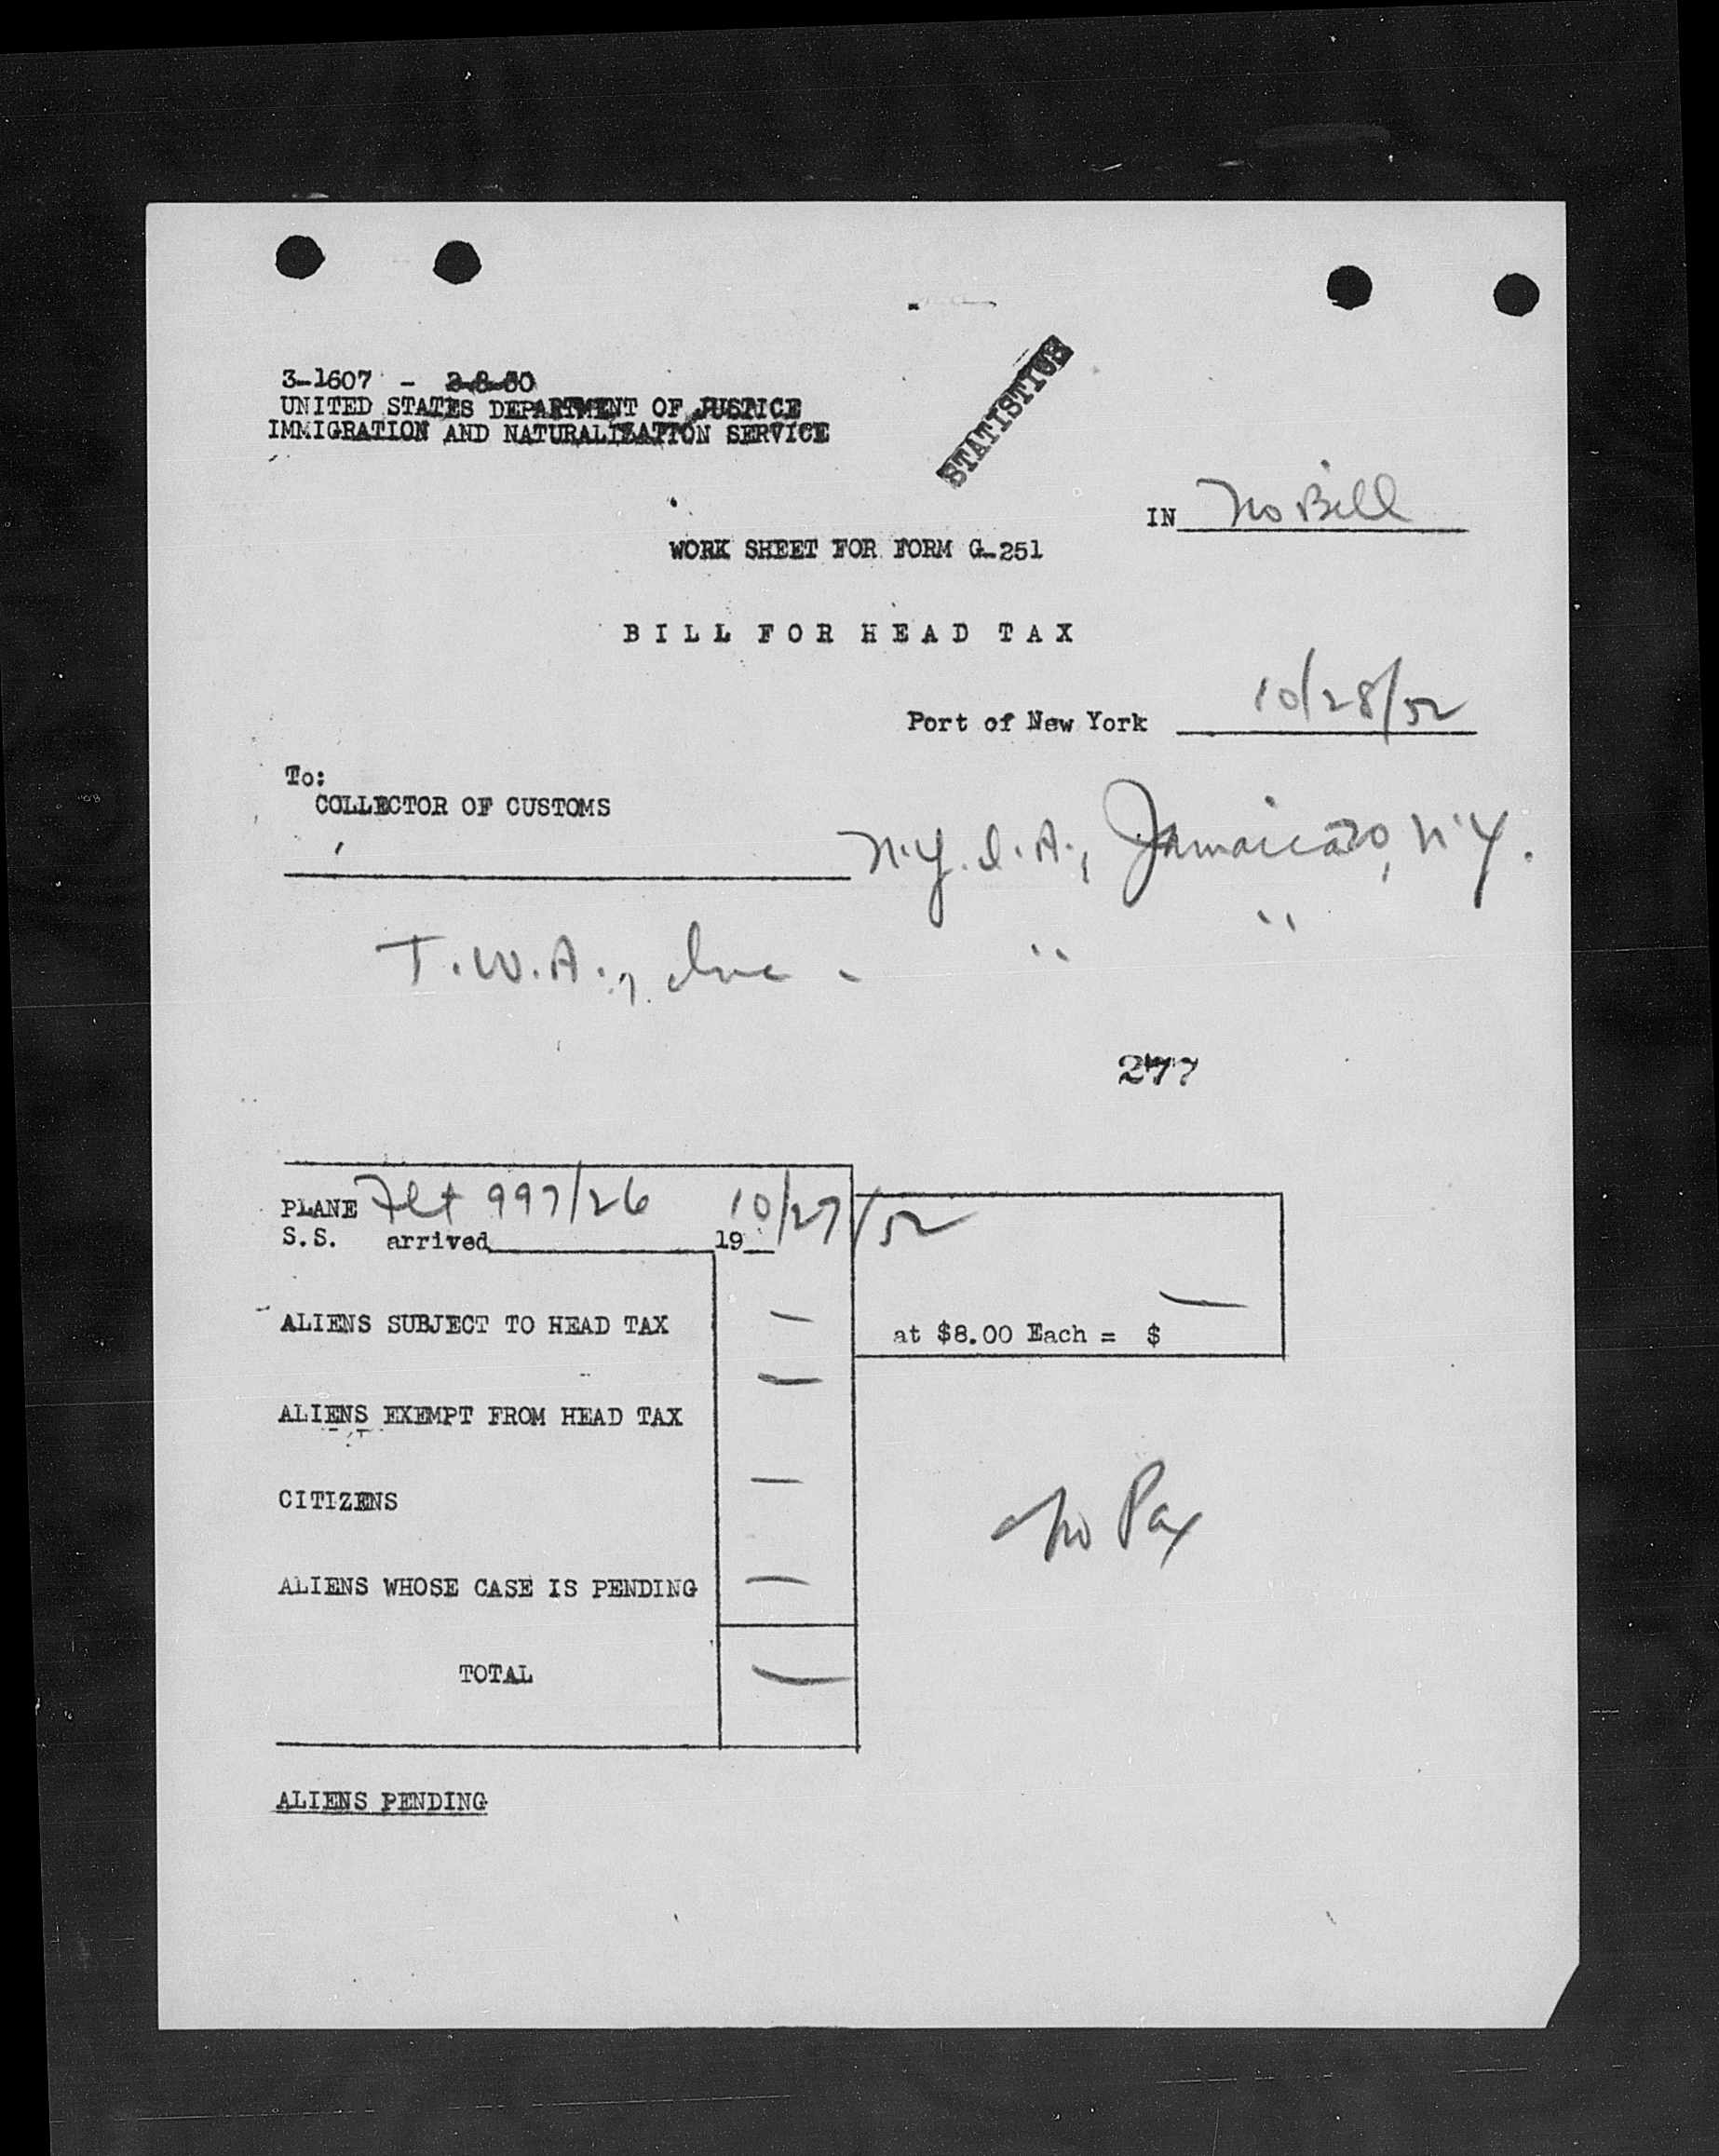 3-1607 - 2-8-50
UNITED STATES DEPARTMENT OF JUSTICE
IMMIGRATION AND NATURALIZATION SERVICE
STATISTICS
IN No Bill
WORK SHEET FOR FORM G-251
BILL FOR HEAD TAX
Port of New York 10/28/52
To:
COLLECTOR OF CUSTOMS
N.Y.I.A., Jamaica 30, N.Y.
T.W.A., Inc - " "
277
PLANE Flt 997/26 10/27/52
S.S. arrived 19
ALIENS SUBJECT TO HEAD TAX —
at $8.00 Each = $ —
ALIENS EXEMPT FROM HEAD TAX —
CITIZENS —
No Pax
ALIENS WHOSE CASE IS PENDING —
TOTAL —
ALIENS PENDING